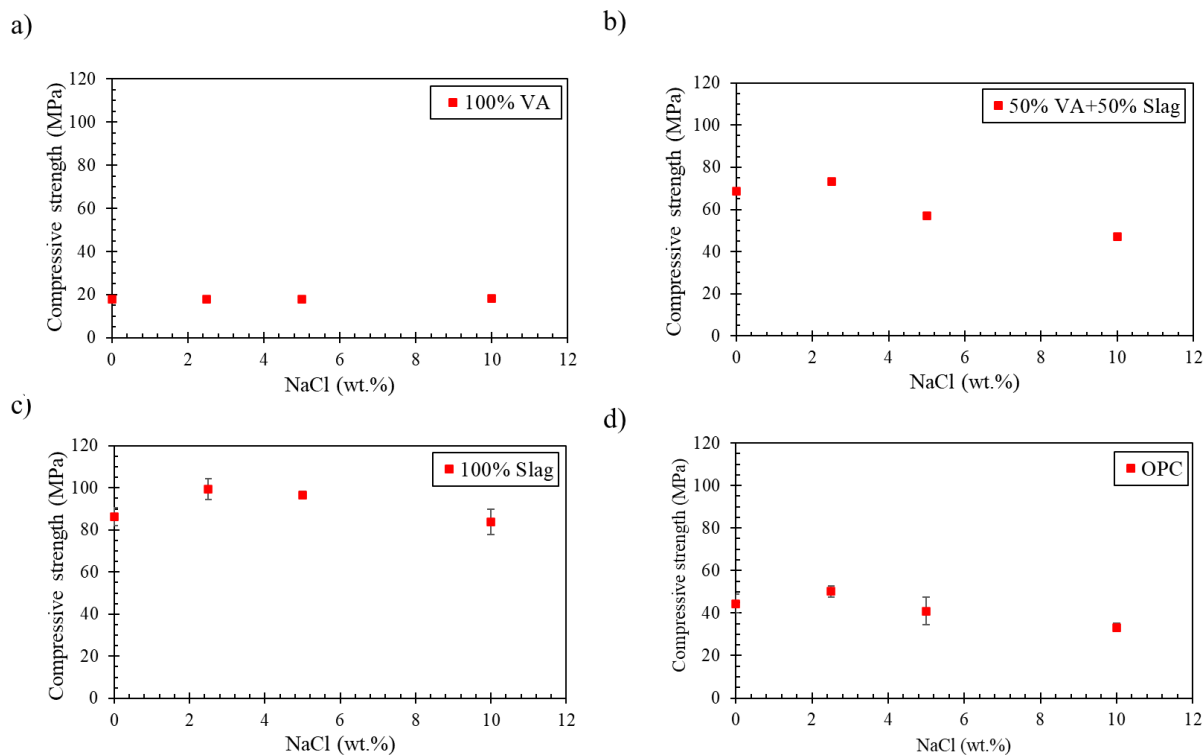 a)
120
100
80
60
40
20
0
Compressive strength (MPa)
100% VA
0 2 4 6 8 10 12
NaCl (wt.%)
b)
120
100
80
60
40
20
0
Compressive strength (MPa)
50% VA+50% Slag
0 2 4 6 8 10 12
NaCl (wt.%)
c)
120
100
80
60
40
20
0
Compressive strength (MPa)
100% Slag
0 2 4 6 8 10 12
NaCl (wt.%)
d)
120
100
80
60
40
20
0
Compressive strength (MPa)
OPC
0 2 4 6 8 10 12
NaCl (wt.%)